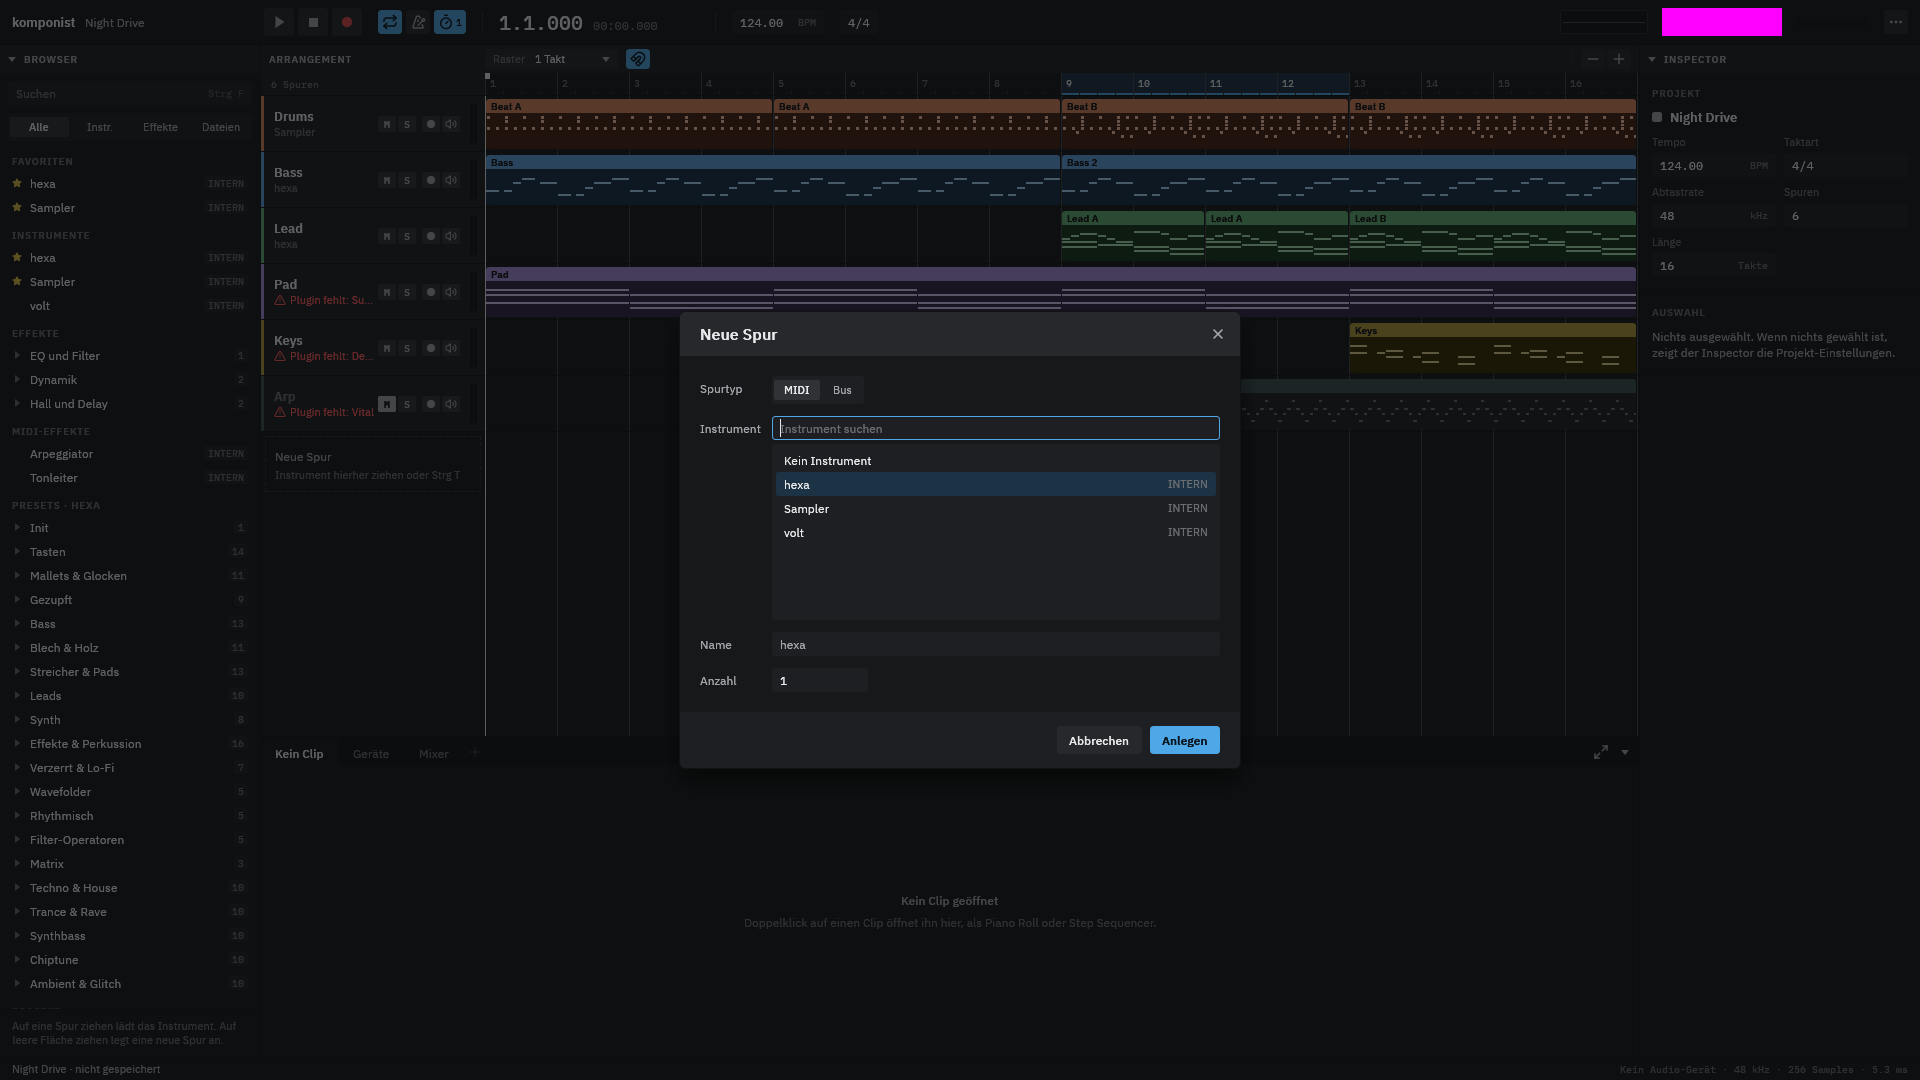 komponist Night Drive
1
1.1.000 00:00.000
124.00 BPM
4/4
BROWSER
Suchen Strg F
Alle Instr. Effekte Dateien
FAVORITEN
hexa INTERN
Sampler INTERN
INSTRUMENTE
hexa INTERN
Sampler INTERN
volt INTERN
EFFEKTE
EQ und Filter 1
Dynamik 2
Hall und Delay 2
MIDI-EFFEKTE
Arpeggiator INTERN
Tonleiter INTERN
PRESETS · HEXA
Init 1
Tasten 14
Mallets & Glocken 11
Gezupft 9
Bass 13
Blech & Holz 11
Streicher & Pads 13
Leads 10
Synth 8
Effekte & Perkussion 16
Verzerrt & Lo-Fi 7
Wavefolder 5
Rhythmisch 5
Filter-Operatoren 5
Matrix 3
Techno & House 10
Trance & Rave 10
Synthbass 10
Chiptune 10
Ambient & Glitch 10
Auf eine Spur ziehen lädt das Instrument. Auf
leere Fläche ziehen legt eine neue Spur an.
ARRANGEMENT
Raster 1 Takt
6 Spuren
1 2 3 4 5 6 7 8 9 10 11 12 13 14 15 16
Drums
Sampler
M S
Beat A Beat A Beat B Beat B
Bass
hexa
M S
Bass Bass 2
Lead
hexa
M S
Lead A Lead A Lead B
Pad
Plugin fehlt: Su...
M S
Pad
Keys
Plugin fehlt: De...
M S
Keys
Arp
Plugin fehlt: Vital
M S
Neue Spur
Instrument hierher ziehen oder Strg T
Neue Spur
Spurtyp MIDI Bus
Instrument Instrument suchen
Kein Instrument
hexa INTERN
Sampler INTERN
volt INTERN
Name hexa
Anzahl 1
Abbrechen Anlegen
Kein Clip Geräte Mixer
Kein Clip geöffnet
Doppelklick auf einen Clip öffnet ihn hier, als Piano Roll oder Step Sequencer.
INSPECTOR
PROJEKT
Night Drive
Tempo Taktart
124.00 BPM 4/4
Abtastrate Spuren
48 kHz 6
Länge
16 Takte
AUSWAHL
Nichts ausgewählt. Wenn nichts gewählt ist,
zeigt der Inspector die Projekt-Einstellungen.
Night Drive · nicht gespeichert
Kein Audio-Gerät · 48 kHz · 256 Samples · 5.3 ms